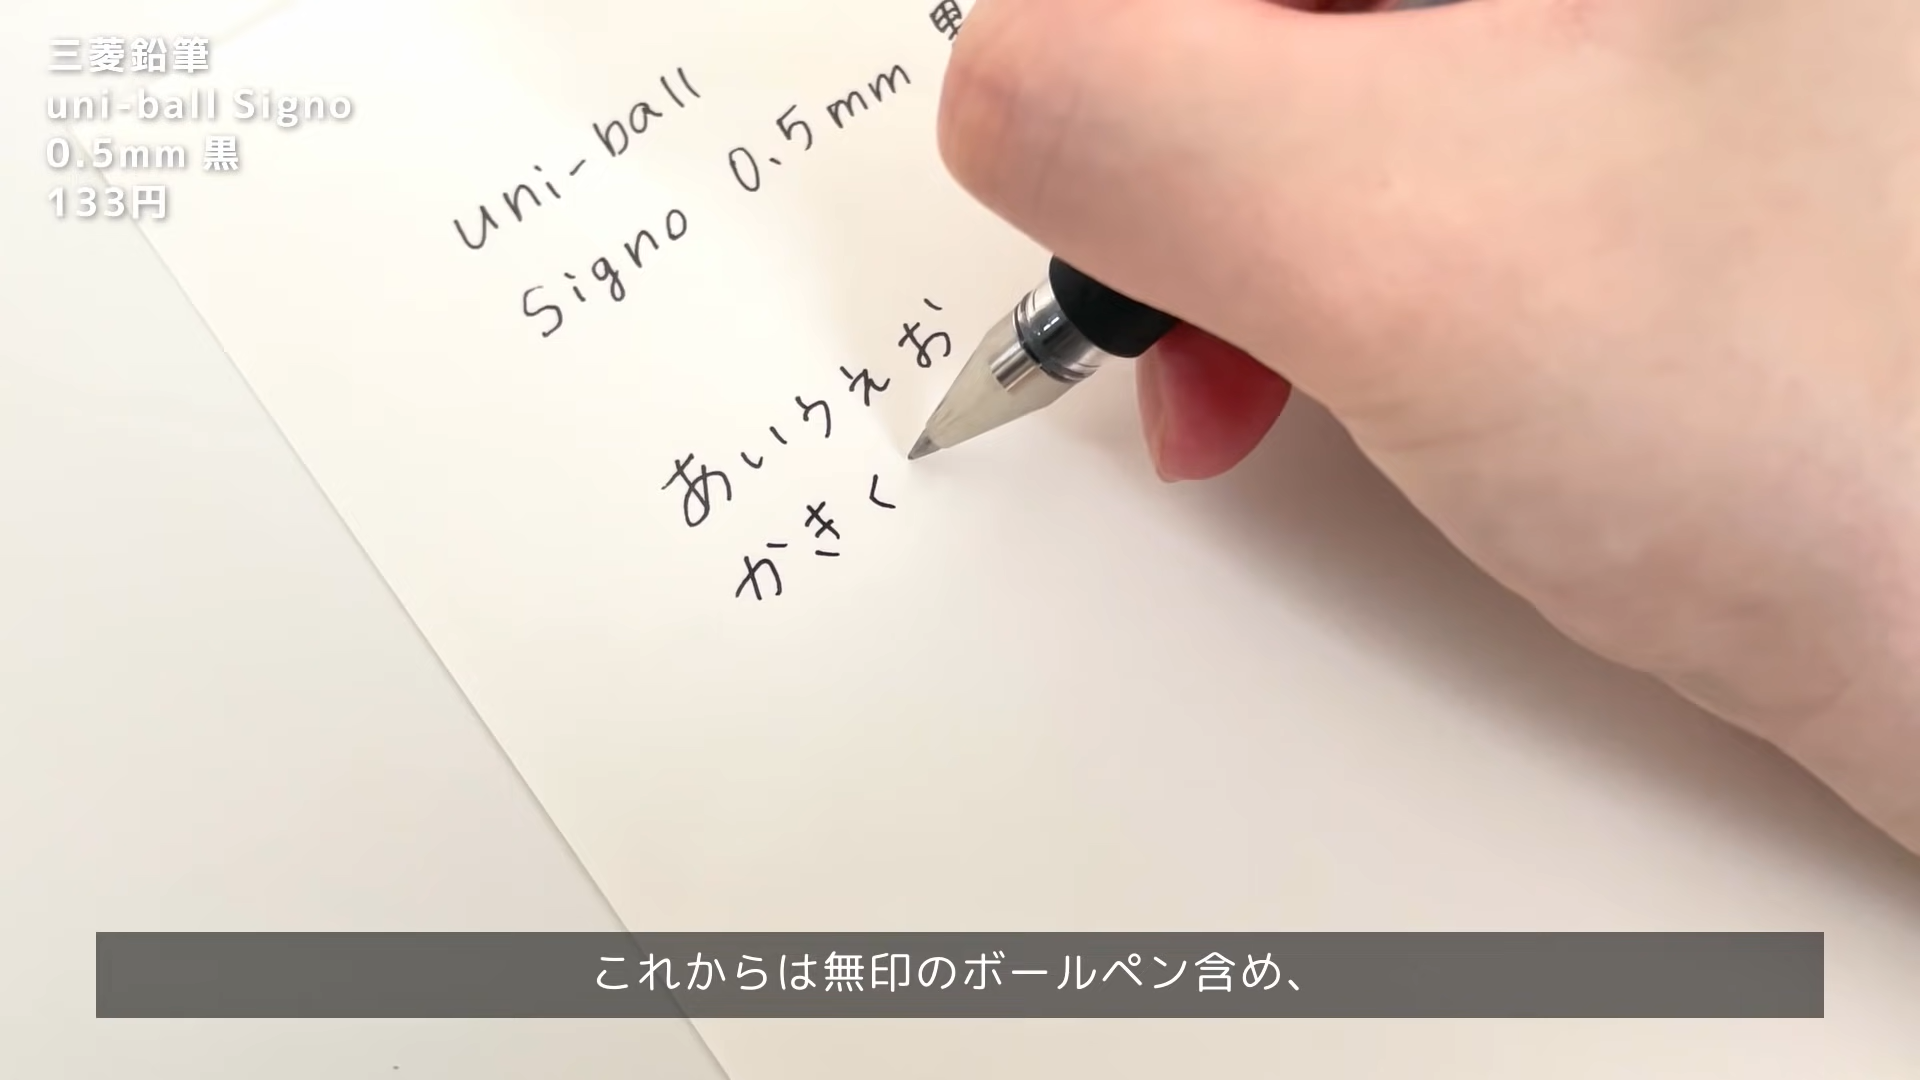 三菱鉛筆
uni-ball Signo
0.5mm 黒
133円
uni-ball
Signo 0.5mm 黒
あいうえお
かきく
これからは無印のボールペン含め、